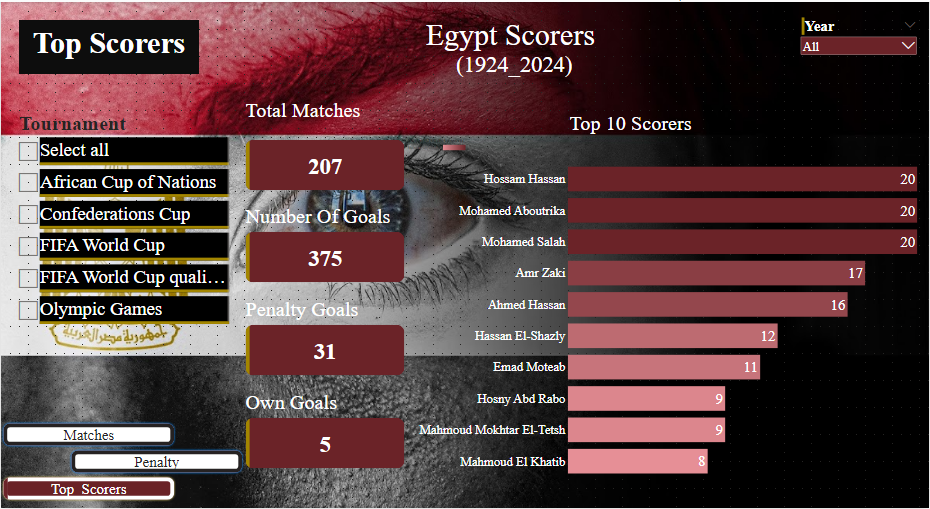 Top Scorers
Egypt Scorers
(1924_2024)
Year
All
Tournament
Select all
African Cup of Nations
Confederations Cup
FIFA World Cup
FIFA World Cup quali...
Olympic Games
جمهورية مصر العربية
Matches
Penalty
Top Scorers
Total Matches
207
Number Of Goals
375
Penalty Goals
31
Own Goals
5
Top 10 Scorers
Hossam Hassan 20
Mohamed Aboutrika 20
Mohamed Salah 20
Amr Zaki 17
Ahmed Hassan 16
Hassan El-Shazly 12
Emad Moteab 11
Hosny Abd Rabo 9
Mahmoud Mokhtar El-Tetsh 9
Mahmoud El Khatib 8